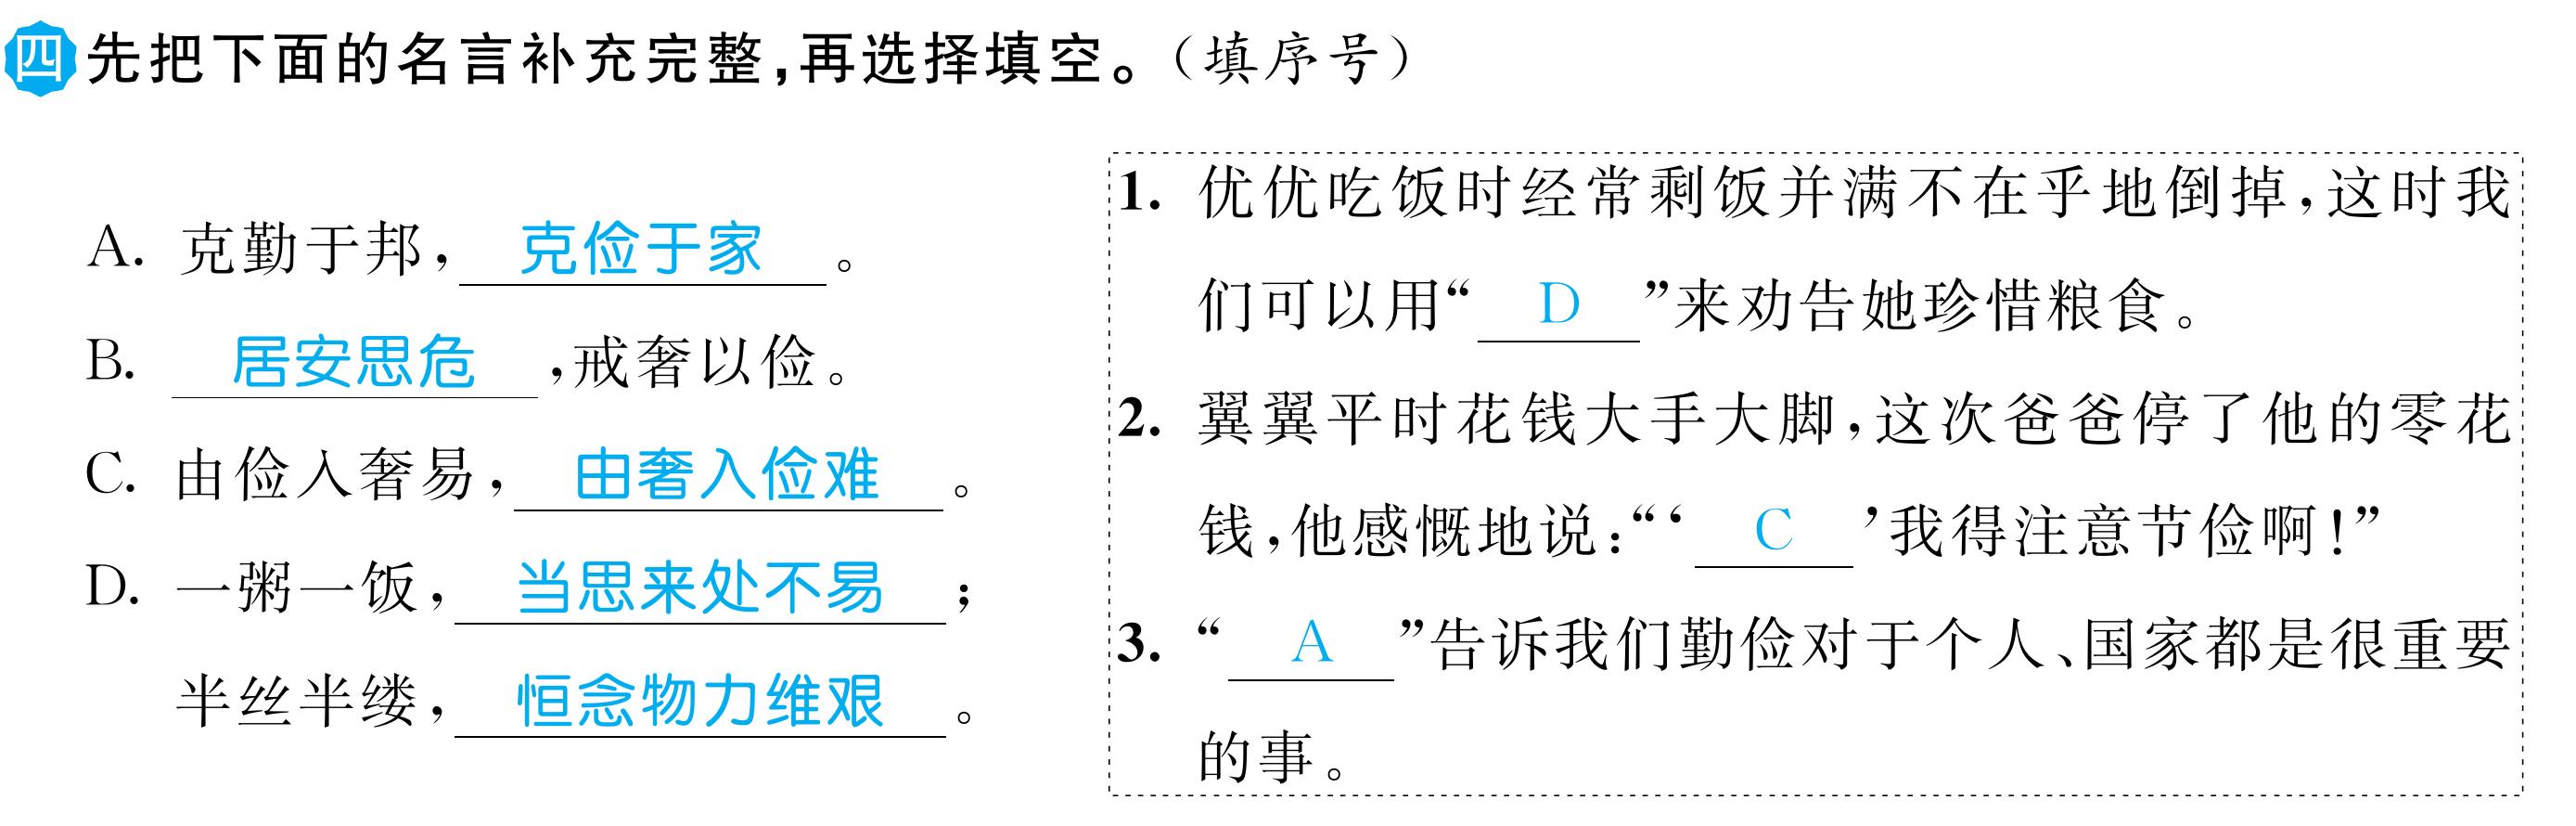 四 先把下面的名言补充完整,再选择填空。(填序号)
A. 克勤于邦, 克俭于家 。
B. 居安思危 ,戒奢以俭。
C. 由俭入奢易, 由奢入俭难 。
D. 一粥一饭, 当思来处不易 ;
半丝半缕, 恒念物力维艰 。
1. 优优吃饭时经常剩饭并满不在乎地倒掉,这时我
们可以用“ D ”来劝告她珍惜粮食。
2. 翼翼平时花钱大手大脚,这次爸爸停了他的零花
钱,他感慨地说:“‘ C ’我得注意节俭啊!”
3. “ A ”告诉我们勤俭对于个人、国家都是很重要
的事。